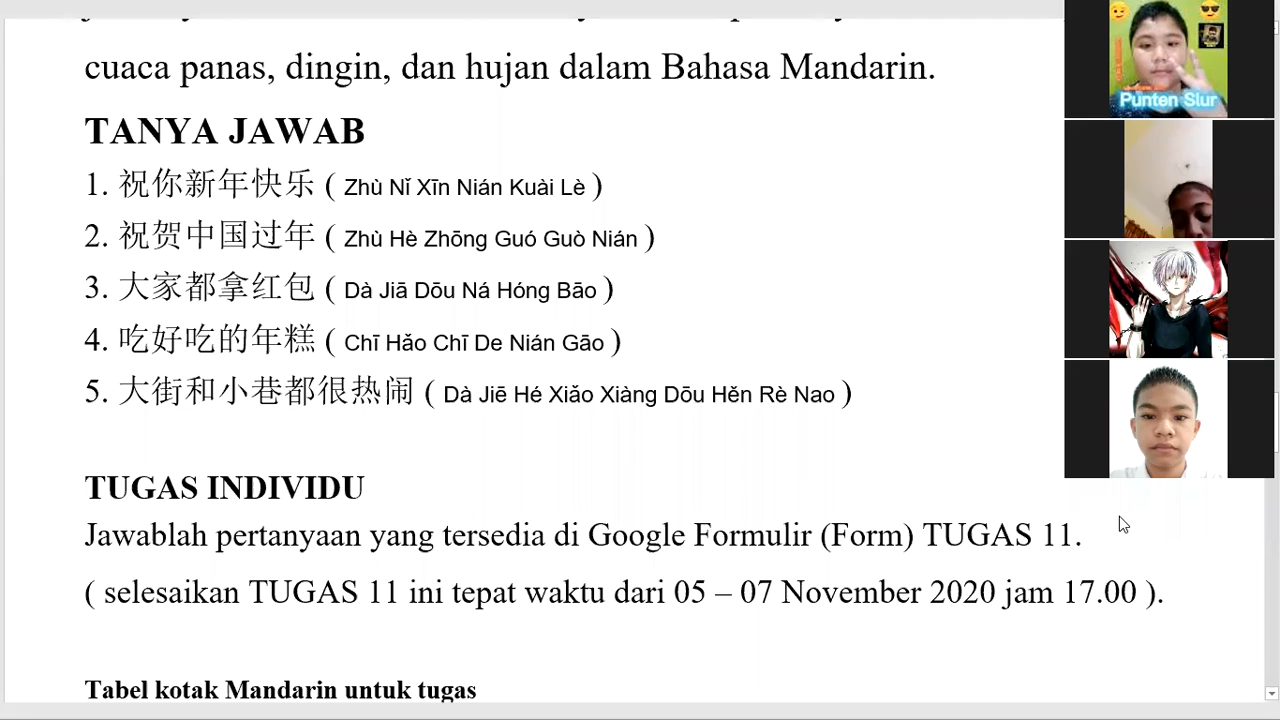 cuaca panas, dingin, dan hujan dalam Bahasa Mandarin.
TANYA JAWAB
1. 祝你新年快乐 ( Zhù Nǐ Xīn Nián Kuài Lè )
2. 祝贺中国过年 ( Zhù Hè Zhōng Guó Guò Nián )
3. 大家都拿红包 ( Dà Jiā Dōu Ná Hóng Bāo )
4. 吃好吃的年糕 ( Chī Hǎo Chī De Nián Gāo )
5. 大街和小巷都很热闹 ( Dà Jiē Hé Xiǎo Xiàng Dōu Hěn Rè Nao )
TUGAS INDIVIDU
Jawablah pertanyaan yang tersedia di Google Formulir (Form) TUGAS 11.
( selesaikan TUGAS 11 ini tepat waktu dari 05 – 07 November 2020 jam 17.00 ).
Tabel kotak Mandarin untuk tugas
Punten Slur